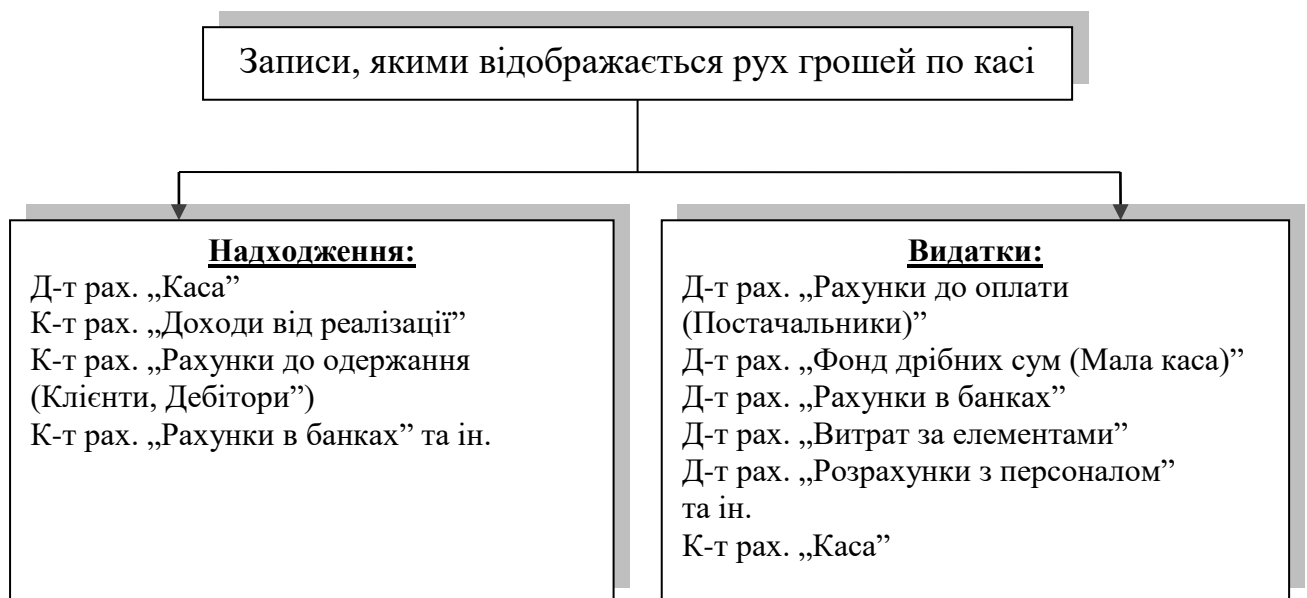 Записи, якими відображається рух грошей по касі
Надходження:
Д-т рах. „Каса”
К-т рах. „Доходи від реалізації”
К-т рах. „Рахунки до одержання
(Клієнти, Дебітори”)
К-т рах. „Рахунки в банках” та ін.
Видатки:
Д-т рах. „Рахунки до оплати
(Постачальники)”
Д-т рах. „Фонд дрібних сум (Мала каса)”
Д-т рах. „Рахунки в банках”
Д-т рах. „Витрат за елементами”
Д-т рах. „Розрахунки з персоналом”
та ін.
К-т рах. „Каса”